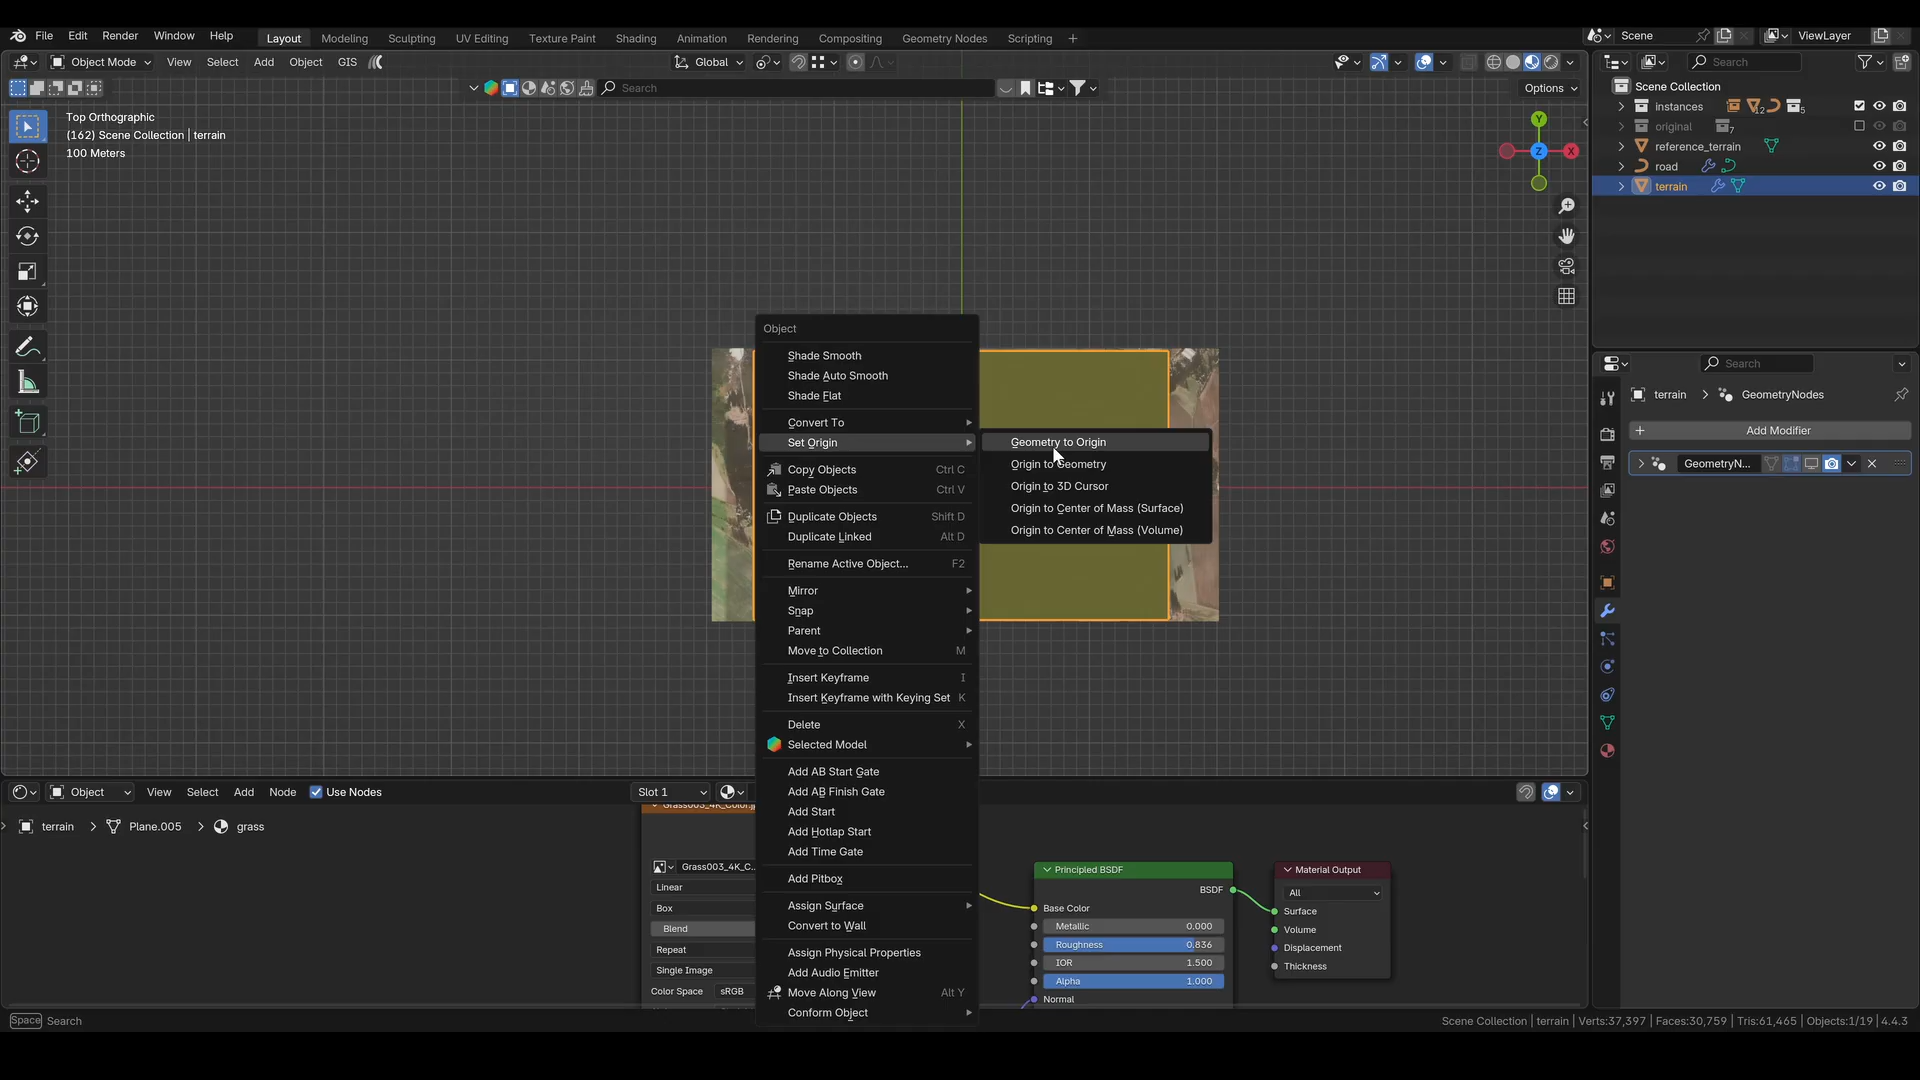 File Edit Render Window Help Layout Modeling Sculpting UV Editing Texture Paint Shading Animation Rendering Compositing Geometry Nodes Scripting + Scene ViewLayer
Object Mode View Select Add Object GIS Global Search
Search Options
Top Orthographic
(162) Scene Collection | terrain
100 Meters
Y
Z
X
Scene Collection
instances 12 5
original 7
reference_terrain
road
terrain
Search
terrain > GeometryNodes
+ Add Modifier
GeometryN...
Object
Shade Smooth
Shade Auto Smooth
Shade Flat
Convert To
Set Origin
Copy Objects Ctrl C
Paste Objects Ctrl V
Duplicate Objects Shift D
Duplicate Linked Alt D
Rename Active Object... F2
Mirror
Snap
Parent
Move to Collection M
Insert Keyframe I
Insert Keyframe with Keying Set K
Delete X
Selected Model
Add AB Start Gate
Add AB Finish Gate
Add Start
Add Hotlap Start
Add Time Gate
Add Pitbox
Assign Surface
Convert to Wall
Assign Physical Properties
Add Audio Emitter
Move Along View Alt Y
Conform Object
Geometry to Origin
Origin to Geometry
Origin to 3D Cursor
Origin to Center of Mass (Surface)
Origin to Center of Mass (Volume)
Object View Select Add Node Use Nodes Slot 1
terrain > Plane.005 > grass
Grass003_4K_Color.j
Grass003_4K_C...
Linear
Box
Blend
Repeat
Single Image
Color Space sRGB
Principled BSDF
BSDF
Base Color
Metallic 0.000
Roughness 0.836
IOR 1.500
Alpha 1.000
Normal
Material Output
All
Surface
Volume
Displacement
Thickness
Space Search
Scene Collection | terrain | Verts:37,397 | Faces:30,759 | Tris:61,465 | Objects:1/19 | 4.4.3